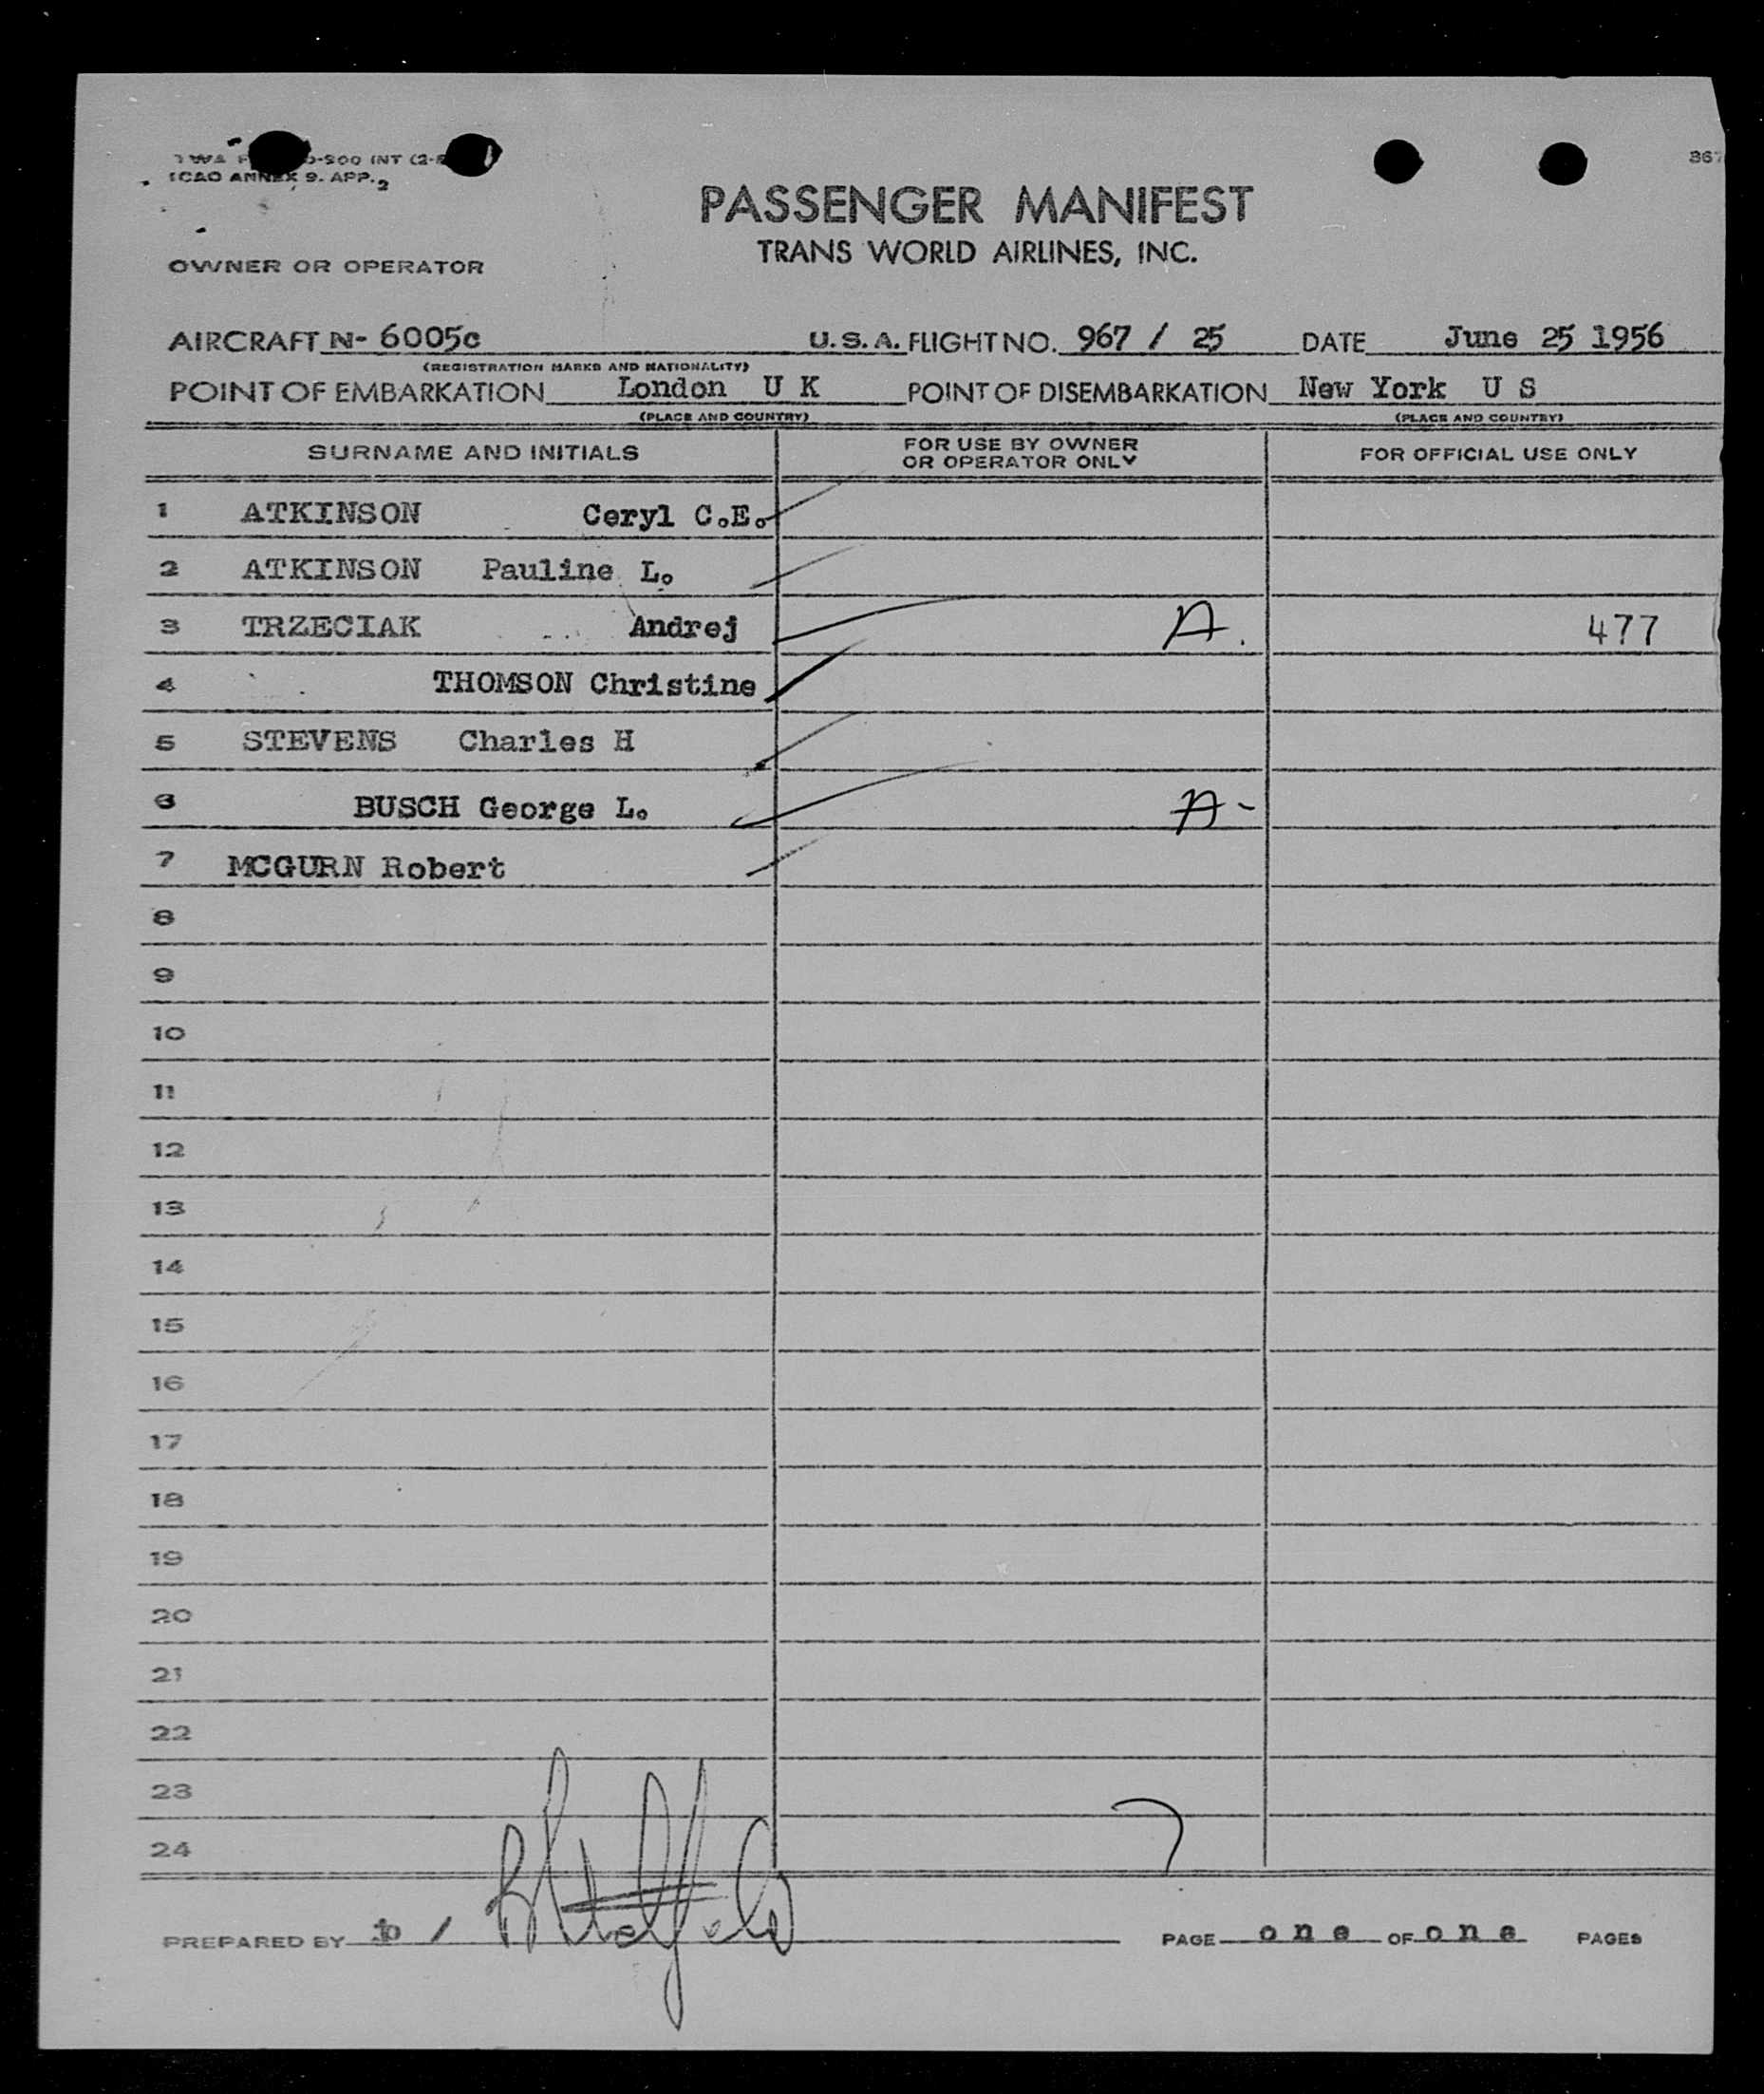 INT (2-
ICAO ANNEX 9. APP. 2
367
PASSENGER MANIFEST
TRANS WORLD AIRLINES, INC.
OWNER OR OPERATOR
AIRCRAFT N- 6005c U.S.A. FLIGHT NO. 967 / 25 DATE June 25 1956
(REGISTRATION MARKS AND NATIONALITY)
POINT OF EMBARKATION London U K POINT OF DISEMBARKATION New York U S
(PLACE AND COUNTRY) (PLACE AND COUNTRY)
SURNAME AND INITIALS FOR USE BY OWNER OR OPERATOR ONLY FOR OFFICIAL USE ONLY
1 ATKINSON Ceryl C.E.
2 ATKINSON Pauline L.
3 TRZECIAK Andrej A. 477
4 THOMSON Christine
5 STEVENS Charles H
6 BUSCH George L. A-
7 MCGURN Robert
8
9
10
11
12
13
14
15
16
17
18
19
20
21
22
23
24 7
PREPARED BY jo / PAGE one OF one PAGES